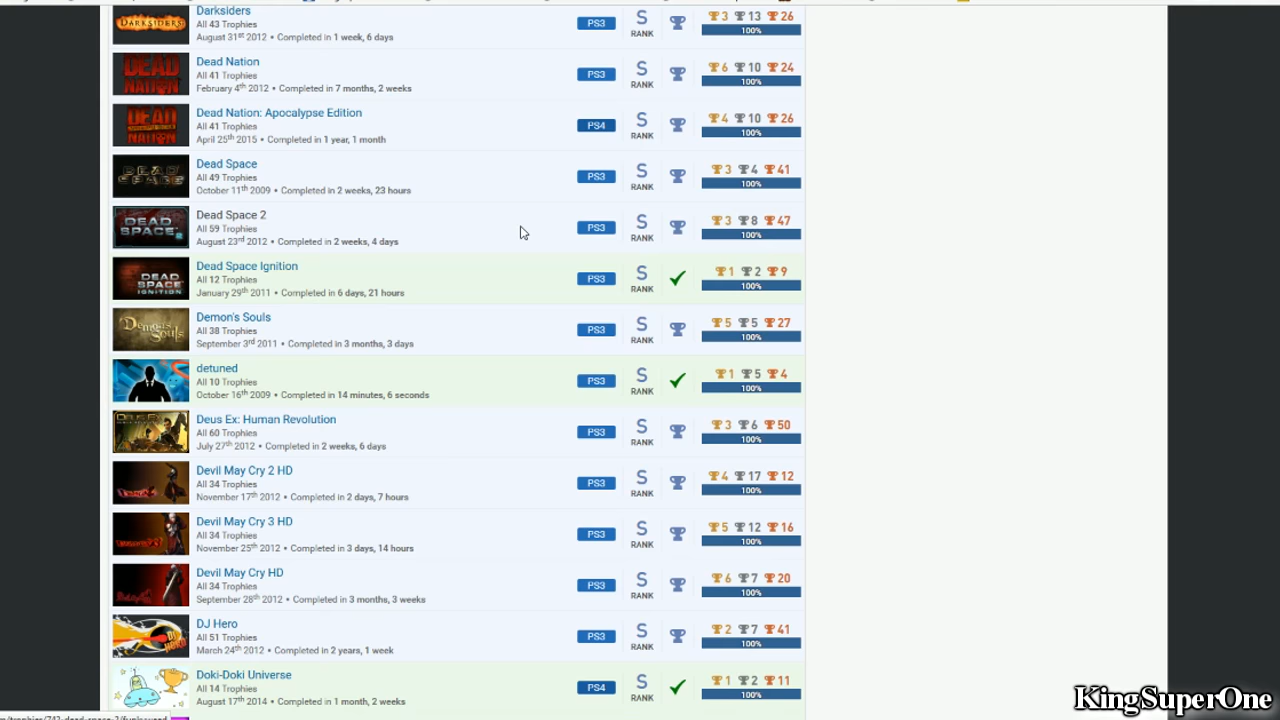 Darksiders
All 43 Trophies
August 31st 2012 • Completed in 1 week, 6 days
PS3
S
RANK
3 13 26
100%
Dead Nation
All 41 Trophies
February 4th 2012 • Completed in 7 months, 2 weeks
PS3
S
RANK
6 10 24
100%
Dead Nation: Apocalypse Edition
All 41 Trophies
April 25th 2015 • Completed in 1 year, 1 month
PS4
S
RANK
4 10 26
100%
Dead Space
All 49 Trophies
October 11th 2009 • Completed in 2 weeks, 23 hours
PS3
S
RANK
3 4 41
100%
Dead Space 2
All 59 Trophies
August 23rd 2012 • Completed in 2 weeks, 4 days
PS3
S
RANK
3 8 47
100%
Dead Space Ignition
All 12 Trophies
January 29th 2011 • Completed in 6 days, 21 hours
PS3
S
RANK
1 2 9
100%
Demon's Souls
All 38 Trophies
September 3rd 2011 • Completed in 3 months, 3 days
PS3
S
RANK
5 5 27
100%
detuned
All 10 Trophies
October 16th 2009 • Completed in 14 minutes, 6 seconds
PS3
S
RANK
1 5 4
100%
Deus Ex: Human Revolution
All 60 Trophies
July 27th 2012 • Completed in 2 weeks, 6 days
PS3
S
RANK
3 6 50
100%
Devil May Cry 2 HD
All 34 Trophies
November 17th 2012 • Completed in 2 days, 7 hours
PS3
S
RANK
4 17 12
100%
Devil May Cry 3 HD
All 34 Trophies
November 25th 2012 • Completed in 3 days, 14 hours
PS3
S
RANK
5 12 16
100%
Devil May Cry HD
All 34 Trophies
September 28th 2012 • Completed in 3 months, 3 weeks
PS3
S
RANK
6 7 20
100%
DJ Hero
All 51 Trophies
March 24th 2012 • Completed in 2 years, 1 week
PS3
S
RANK
2 7 41
100%
Doki-Doki Universe
All 14 Trophies
August 17th 2014 • Completed in 1 month, 2 weeks
PS4
S
RANK
1 2 11
100%
KingSuperOne